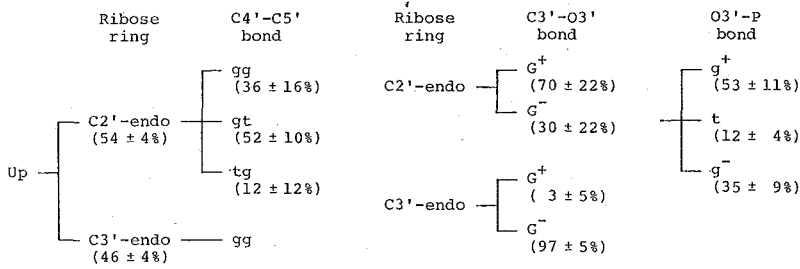 Ribose ring
C4'-C5' bond
Ribose ring
C3'-O3' bond
O3'-P bond
Up
C2'-endo
(54 ± 4%)
gg
(36 ± 16%)
gt
(52 ± 10%)
tg
(12 ± 12%)
C3'-endo
(46 ± 4%)
gg
C2'-endo
G+
(70 ± 22%)
G-
(30 ± 22%)
C3'-endo
G+
( 3 ± 5%)
G-
(97 ± 5%)
g+
(53 ± 11%)
t
(12 ± 4%)
g-
(35 ± 9%)